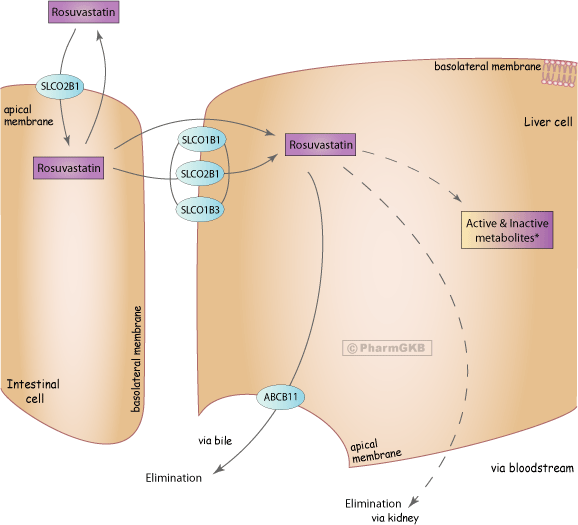 Rosuvastatin
SLCO2B1
apical
membrane
Rosuvastatin
basolateral membrane
Intestinal
cell
SLCO1B1
SLCO2B1
SLCO1B3
basolateral membrane
Liver cell
Rosuvastatin
Active & Inactive
metabolites*
© PharmGKB
ABCB11
via bile
Elimination
apical
membrane
via bloodstream
Elimination
via kidney